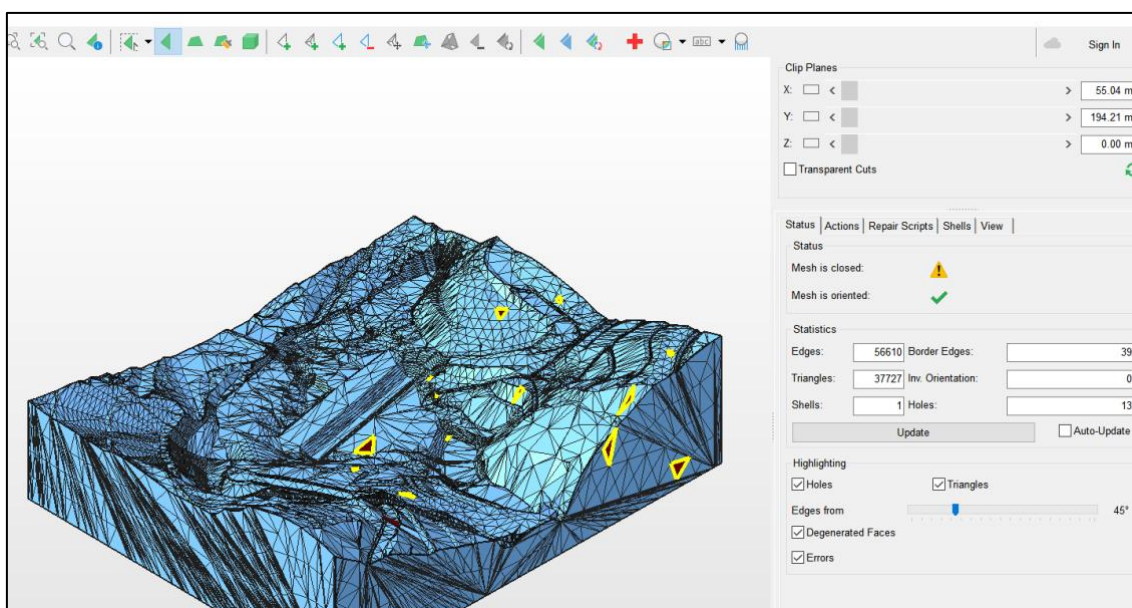 abc
Sign In
Clip Planes
X: < > 55.04 m
Y: < > 194.21 m
Z: < > 0.00 m
Transparent Cuts
Status Actions Repair Scripts Shells View
Status
Mesh is closed:
Mesh is oriented:
Statistics
Edges: 56610 Border Edges: 39
Triangles: 37727 Inv. Orientation: 0
Shells: 1 Holes: 13
Update Auto-Update
Highlighting
Holes Triangles
Edges from 45°
Degenerated Faces
Errors